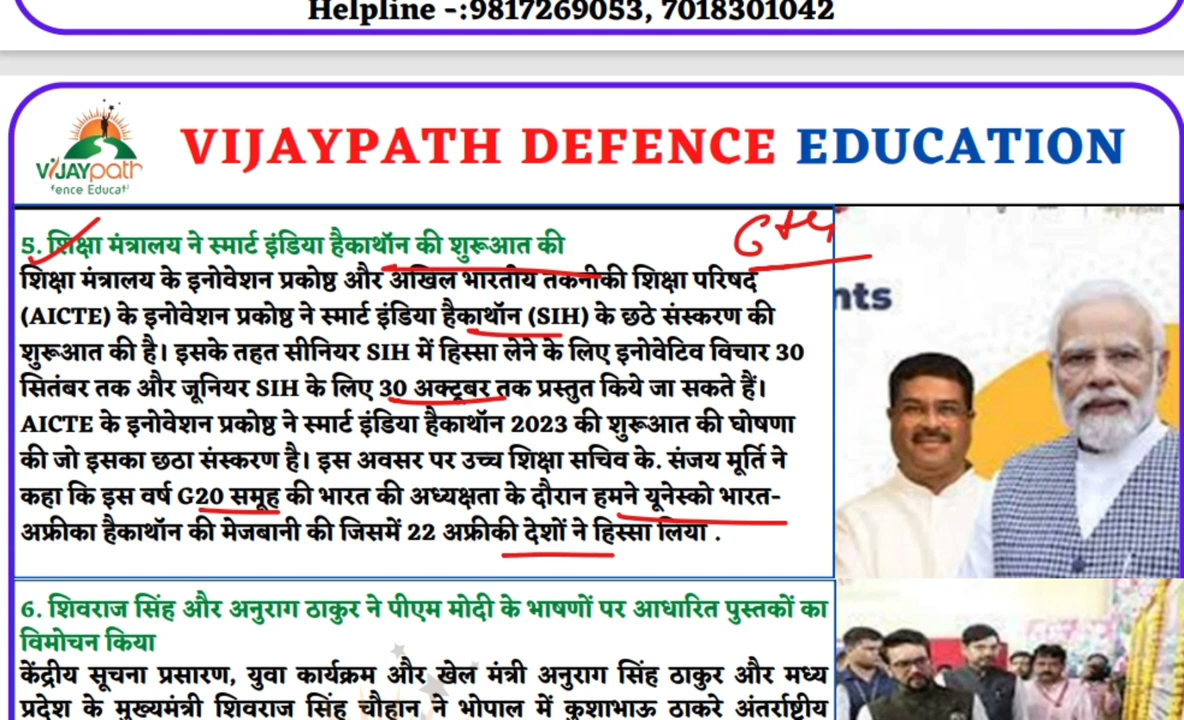 Helpline -:9817269053, 7018301042
VIJAYPATH DEFENCE EDUCATION
VIJAYpath
'ence Educati
6th
5. शिक्षा मंत्रालय ने स्मार्ट इंडिया हैकाथॉन की शुरूआत की
शिक्षा मंत्रालय के इनोवेशन प्रकोष्ठ और अखिल भारतीय तकनीकी शिक्षा परिषद
(AICTE) के इनोवेशन प्रकोष्ठ ने स्मार्ट इंडिया हैकाथॉन (SIH) के छठे संस्करण की
शुरूआत की है। इसके तहत सीनियर SIH में हिस्सा लेने के लिए इनोवेटिव विचार 30
सितंबर तक और जूनियर SIH के लिए 30 अक्टूबर तक प्रस्तुत किये जा सकते हैं।
AICTE के इनोवेशन प्रकोष्ठ ने स्मार्ट इंडिया हैकाथॉन 2023 की शुरूआत की घोषणा
की जो इसका छठा संस्करण है। इस अवसर पर उच्च शिक्षा सचिव के. संजय मूर्ति ने
कहा कि इस वर्ष G20 समूह की भारत की अध्यक्षता के दौरान हमने यूनेस्को भारत-
अफ्रीका हैकाथॉन की मेजबानी की जिसमें 22 अफ्रीकी देशों ने हिस्सा लिया .
nts
6. शिवराज सिंह और अनुराग ठाकुर ने पीएम मोदी के भाषणों पर आधारित पुस्तकों का
विमोचन किया
केंद्रीय सूचना प्रसारण, युवा कार्यक्रम और खेल मंत्री अनुराग सिंह ठाकुर और मध्य
प्रदेश के मुख्यमंत्री शिवराज सिंह चौहान ने भोपाल में कुशाभाऊ ठाकरे अंतर्राष्ट्रीय